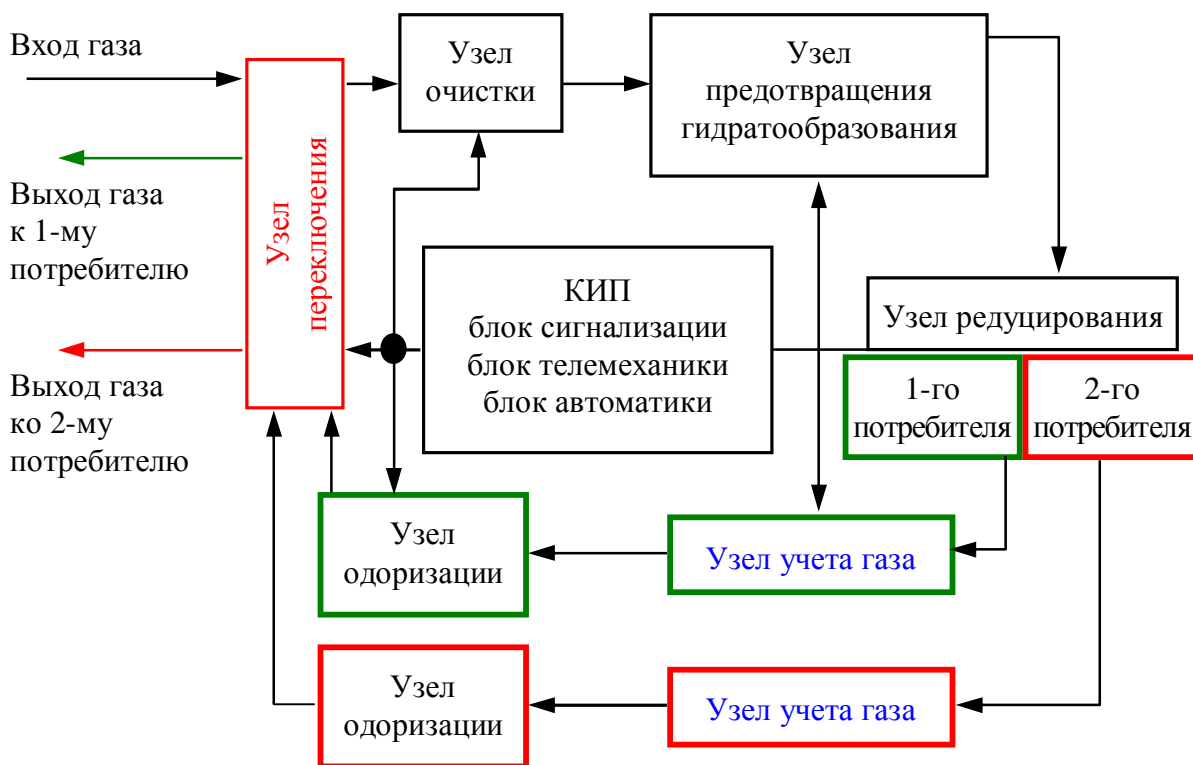 Вход газа
Выход газа
к 1-му
потребителю
Выход газа
ко 2-му
потребителю
Узел
переключения
Узел
очистки
Узел
предотвращения
гидратообразования
КИП
блок сигнализации
блок телемеханики
блок автоматики
Узел редуцирования
1-го
потребителя
2-го
потребителя
Узел
одоризации
Узел учета газа
Узел
одоризации
Узел учета газа